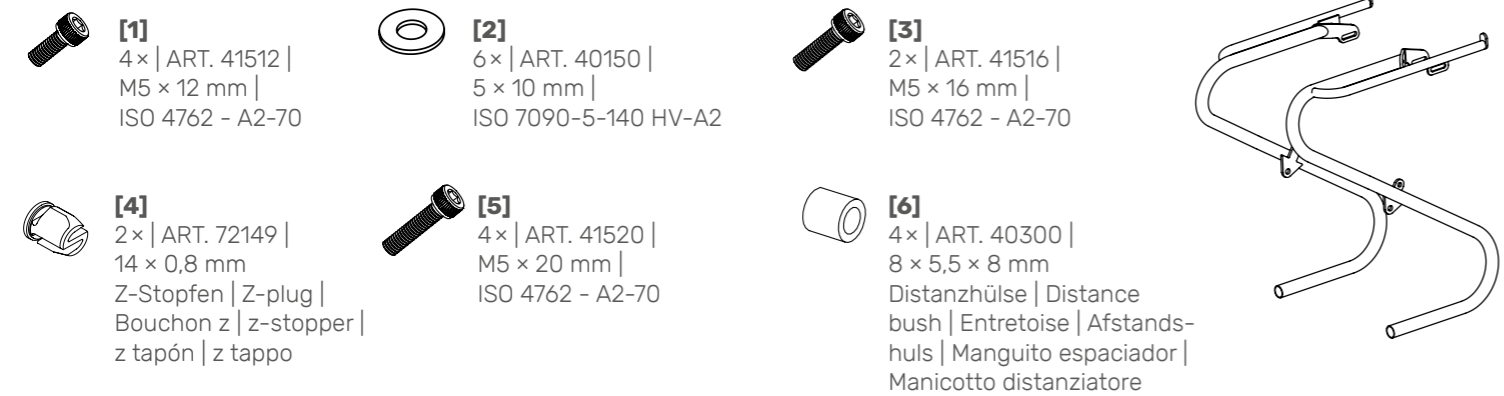 [1]
4× | ART. 41512 |
M5 × 12 mm |
ISO 4762 - A2-70
[2]
6× | ART. 40150 |
5 × 10 mm |
ISO 7090-5-140 HV-A2
[3]
2× | ART. 41516 |
M5 × 16 mm |
ISO 4762 - A2-70
[4]
2× | ART. 72149 |
14 × 0,8 mm
Z-Stopfen | Z-plug |
Bouchon z | z-stopper |
z tapón | z tappo
[5]
4× | ART. 41520 |
M5 × 20 mm |
ISO 4762 - A2-70
[6]
4× | ART. 40300 |
8 × 5,5 × 8 mm
Distanzhülse | Distance
bush | Entretoise | Afstands-
huls | Manguito espaciador |
Manicotto distanziatore